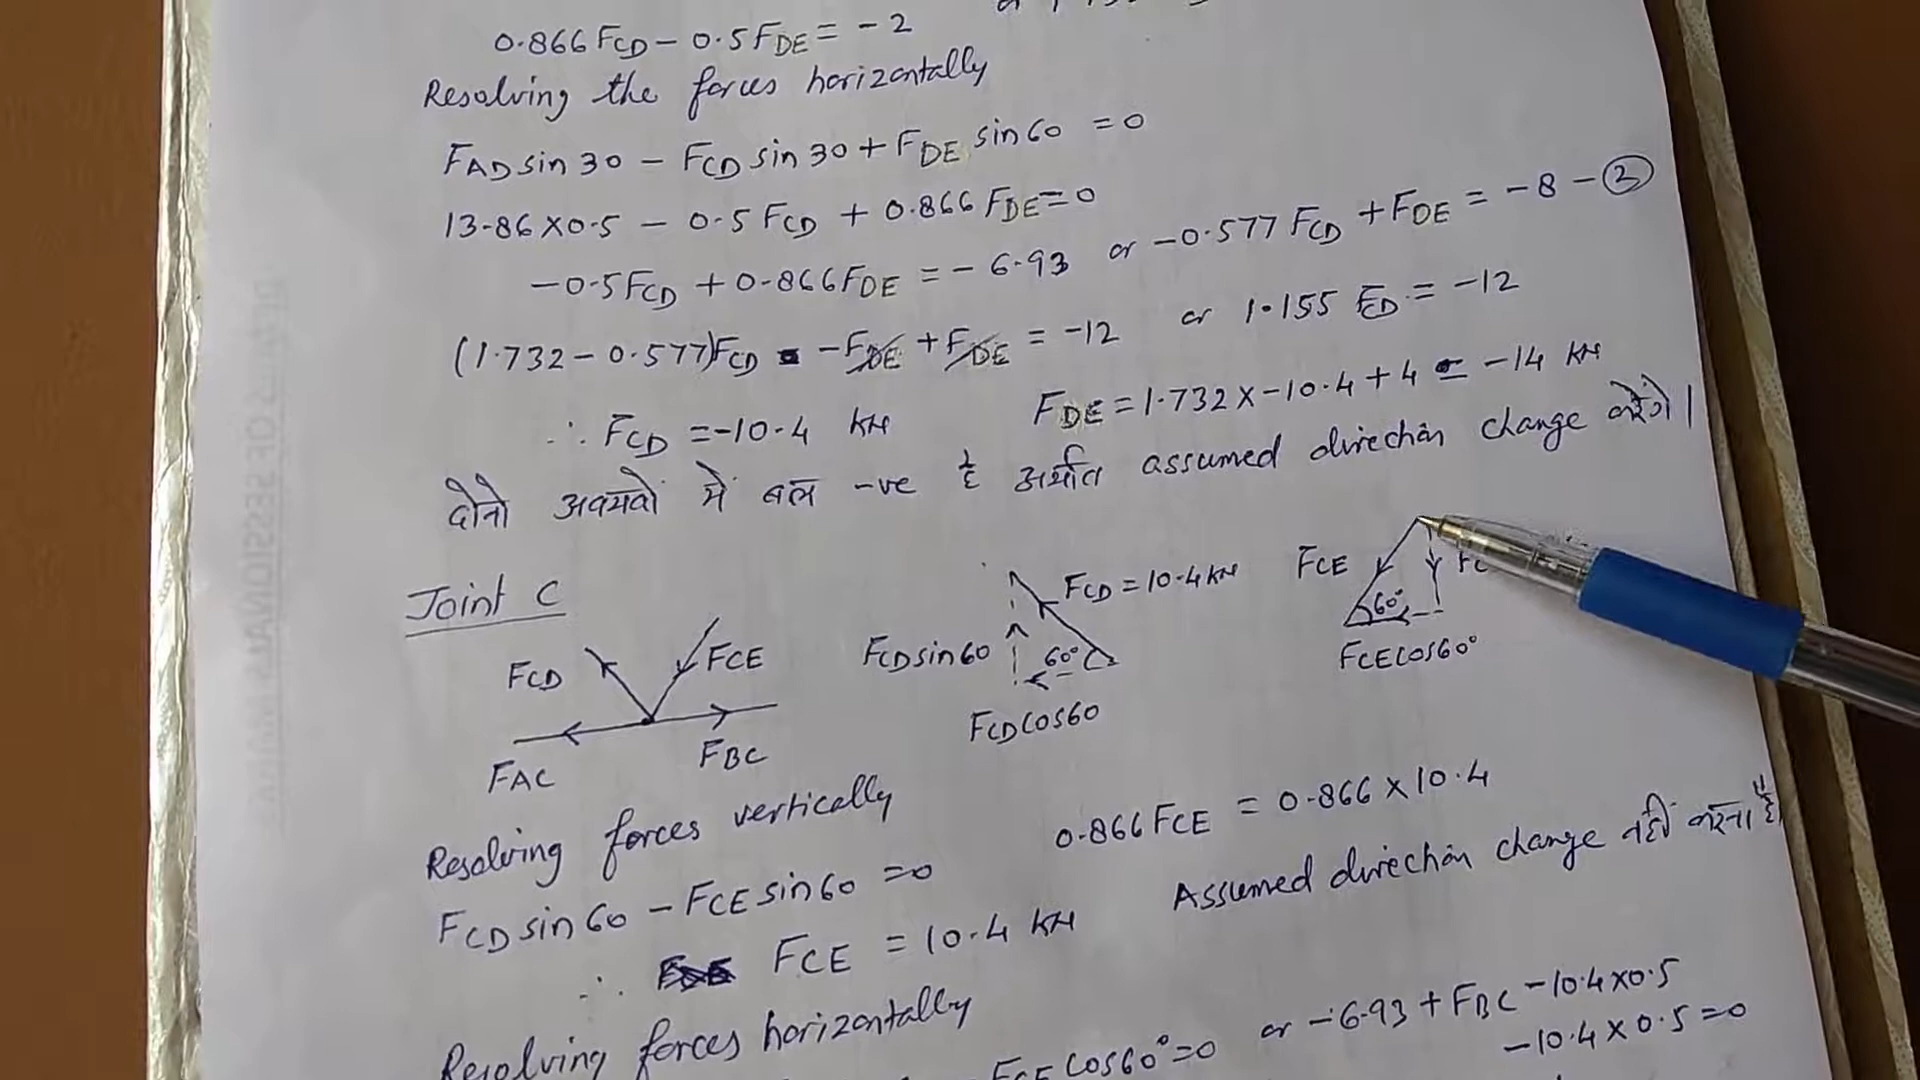 0.866 FCD - 0.5 FDE = - 2
Resolving the forces horizontally
FAD sin 30 - FCD sin 30 + FDE sin 60 = 0
13.86 × 0.5 - 0.5 FCD + 0.866 FDE = 0
-0.5 FCD + 0.866 FDE = - 6.93 or -0.577 FCD + FDE = -8 - ②
(1.732 - 0.577) FCD - FDE + FDE = -12 or 1.155 FCD = -12
∴ FCD = -10.4 KN FDE = 1.732 × -10.4 + 4 = -14 KN
दोनो अवयवो में बल -ve है अर्थात assumed direction change करेंगे।
Joint C
FCD FCE
FAC FBC
FCD = 10.4 KN
FCD sin 60 60°
FCD cos 60
FCE
60°
FCE cos 60°
Resolving forces vertically
FCD sin 60 - FCE sin 60 = 0 0.866 FCE = 0.866 × 10.4
∴ FCE = 10.4 KN Assumed direction change नही करना है
Resolving forces horizontally
FCE cos 60° = 0 or -6.93 + FBC - 10.4 × 0.5
- 10.4 × 0.5 = 0